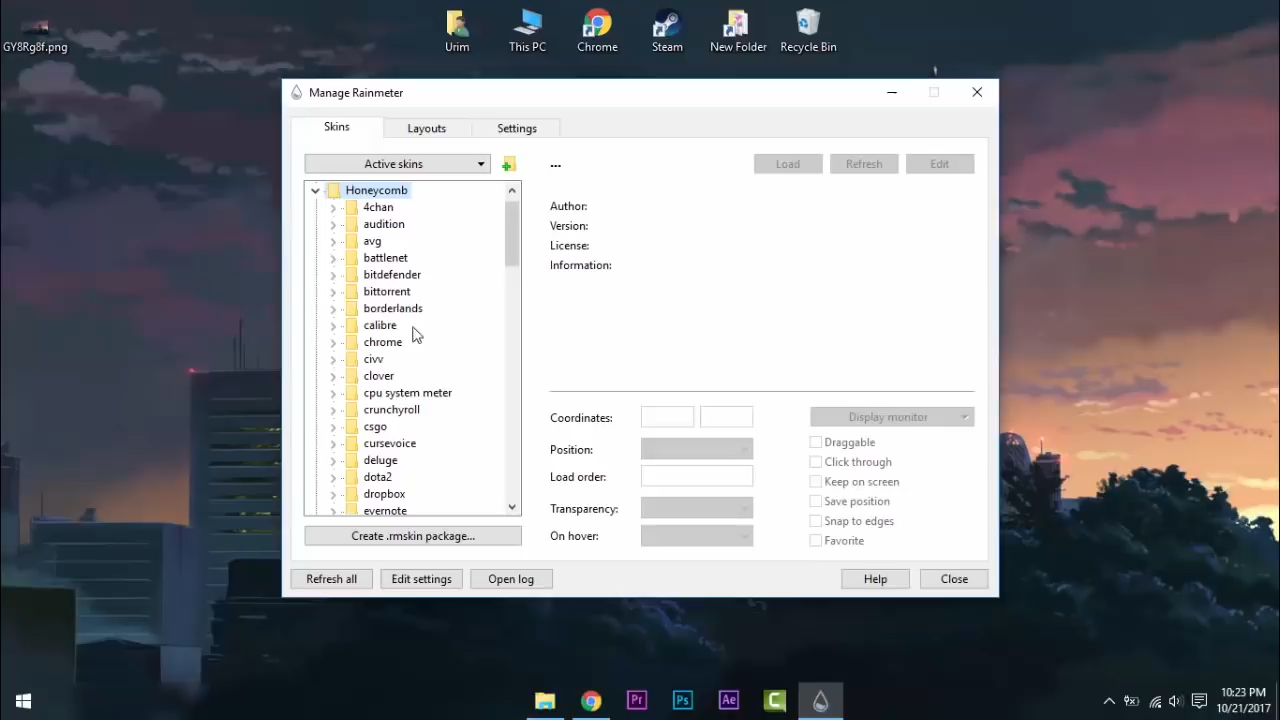 GY8Rg8f.png
Urim
This PC
Chrome
Steam
New Folder
Recycle Bin
Manage Rainmeter
Skins
Layouts
Settings
Active skins
...
Load
Refresh
Edit
Honeycomb
4chan
audition
avg
battlenet
bitdefender
bittorrent
borderlands
calibre
chrome
civv
clover
cpu system meter
crunchyroll
csgo
cursevoice
deluge
dota2
dropbox
evernote
Author:
Version:
License:
Information:
Coordinates:
Display monitor
Position:
Load order:
Transparency:
On hover:
Draggable
Click through
Keep on screen
Save position
Snap to edges
Favorite
Create .rmskin package...
Refresh all
Edit settings
Open log
Help
Close
Pr
Ps
Ae
C
10:23 PM
10/21/2017